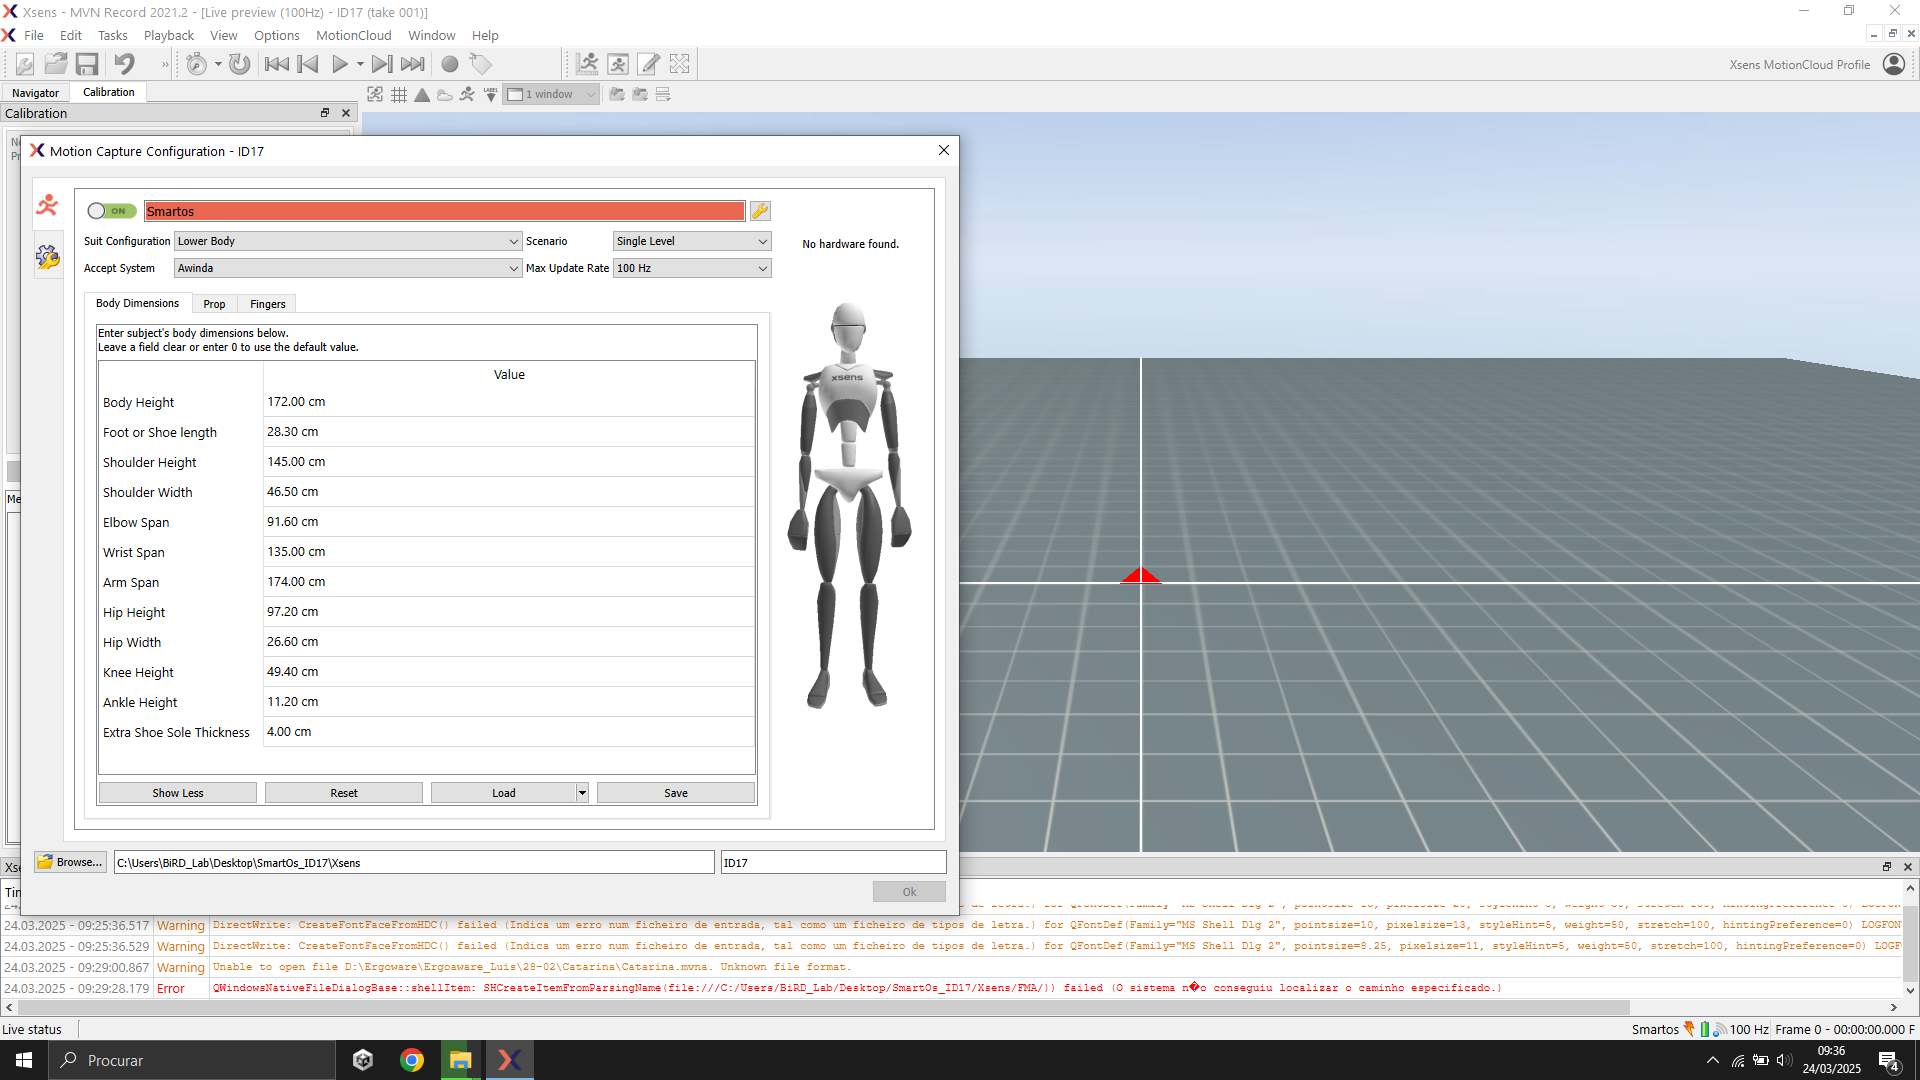 Xsens - MVN Record 2021.2 - [Live preview (100Hz) - ID17 (take 001)]
File Edit Tasks Playback View Options MotionCloud Window Help
Xsens MotionCloud Profile
Navigator Calibration
LABEL
1 window
Calibration
Motion Capture Configuration - ID17
ON
Smartos
Suit Configuration Lower Body Scenario Single Level
No hardware found.
Accept System Awinda Max Update Rate 100 Hz
Body Dimensions Prop Fingers
Enter subject's body dimensions below.
Leave a field clear or enter 0 to use the default value.
Value
Body Height 172.00 cm
Foot or Shoe length 28.30 cm
Shoulder Height 145.00 cm
Shoulder Width 46.50 cm
Elbow Span 91.60 cm
Wrist Span 135.00 cm
Arm Span 174.00 cm
Hip Height 97.20 cm
Hip Width 26.60 cm
Knee Height 49.40 cm
Ankle Height 11.20 cm
Extra Shoe Sole Thickness 4.00 cm
xsens
Show Less Reset Load Save
Browse... C:\Users\BiRD_Lab\Desktop\SmartOs_ID17\Xsens ID17
Ok
24.03.2025 - 09:25:36.517 Warning DirectWrite: CreateFontFaceFromHDC() failed (Indica um erro num ficheiro de entrada, tal como um ficheiro de tipos de letra.) for QFontDef(Family="MS Shell Dlg 2", pointsize=10, pixelsize=13, styleHint=5, weight=50, stretch=100, hintingPreference=0) LOGFON
24.03.2025 - 09:25:36.529 Warning DirectWrite: CreateFontFaceFromHDC() failed (Indica um erro num ficheiro de entrada, tal como um ficheiro de tipos de letra.) for QFontDef(Family="MS Shell Dlg 2", pointsize=8.25, pixelsize=11, styleHint=5, weight=50, stretch=100, hintingPreference=0) LOGF
24.03.2025 - 09:29:00.867 Warning Unable to open file D:\Ergoware\Ergoaware_Luis\28-02\Catarina\Catarina.mvna. Unknown file format.
24.03.2025 - 09:29:28.179 Error QWindowsNativeFileDialogBase::shellItem: SHCreateItemFromParsingName(file:///C:/Users/BiRD_Lab/Desktop/SmartOs_ID17/Xsens/FMA/)) failed (O sistema n�o conseguiu localizar o caminho especificado.)
Live status
Smartos 100 Hz Frame 0 - 00:00:00.000 F
Procurar
09:36
24/03/2025
4